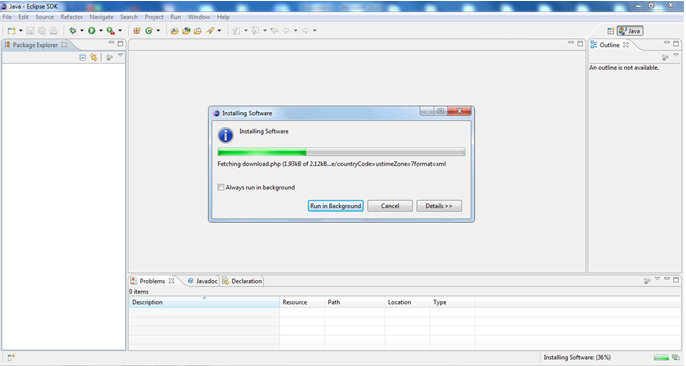 Java - Eclipse SDK
File Edit Source Refactor Navigate Search Project Run Window Help
Java
Package Explorer
Outline
An outline is not available.
Installing Software
Installing Software
Fetching download.php (1.93kB of 2.12kB...e/countryCode=ustimeZone=7format=xml
Always run in background
Run in Background Cancel Details >>
Problems Javadoc Declaration
0 items
Description Resource Path Location Type
Installing Software: (36%)